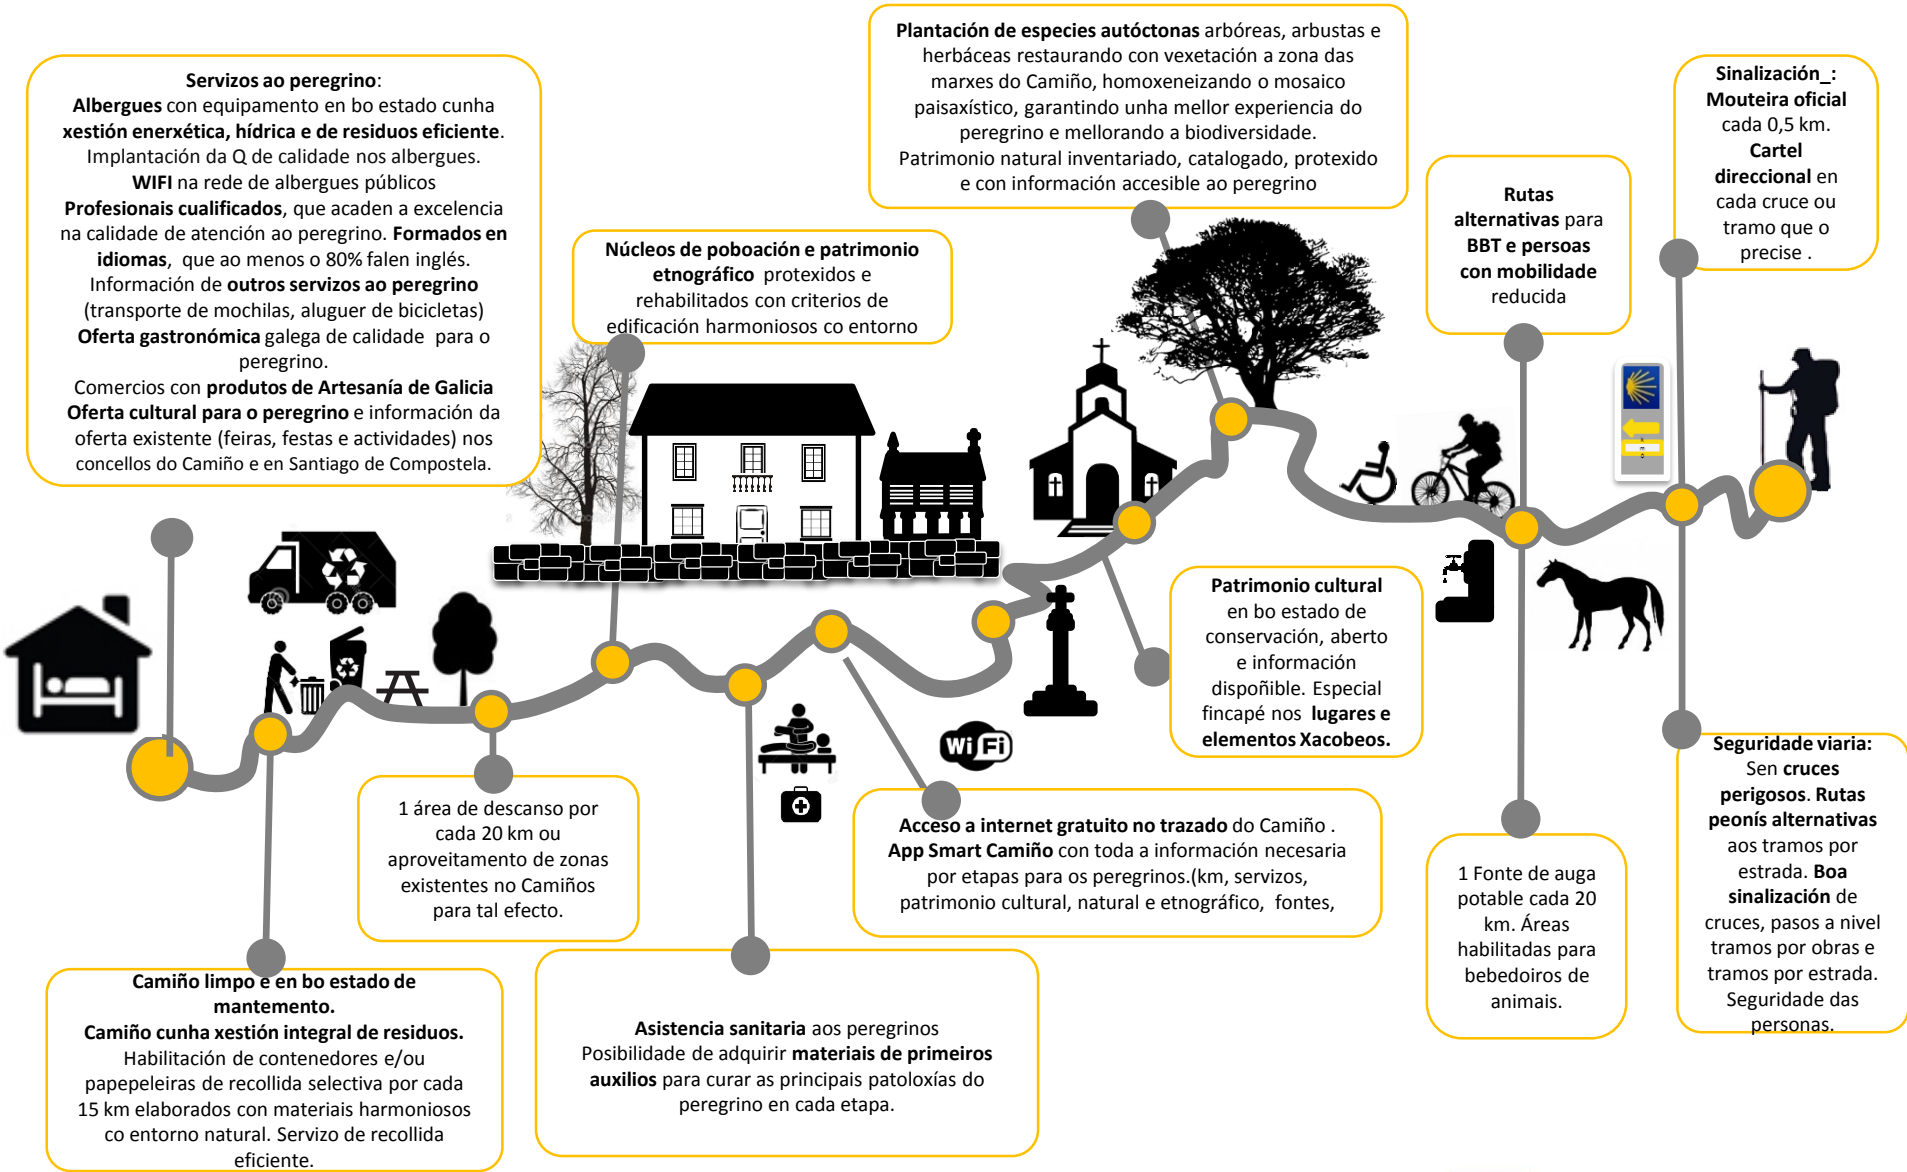 Servizos ao peregrino:
Albergues con equipamento en bo estado cunha
xestión enerxética, hídrica e de residuos eficiente.
Implantación da Q de calidade nos albergues.
WIFI na rede de albergues públicos
Profesionais cualificados, que acaden a excelencia
na calidade de atención ao peregrino. Formados en
idiomas, que ao menos o 80% falen inglés.
Información de outros servizos ao peregrino
(transporte de mochilas, aluguer de bicicletas)
Oferta gastronómica galega de calidade para o
peregrino.
Comercios con produtos de Artesanía de Galicia
Oferta cultural para o peregrino e información da
oferta existente (feiras, festas e actividades) nos
concellos do Camiño e en Santiago de Compostela.
Núcleos de poboación e patrimonio
etnográfico protexidos e
rehabilitados con criterios de
edificación harmoniosos co entorno
Plantación de especies autóctonas arbóreas, arbustas e
herbáceas restaurando con vexetación a zona das
marxes do Camiño, homoxeneizando o mosaico
paisaxístico, garantindo unha mellor experiencia do
peregrino e mellorando a biodiversidade.
Patrimonio natural inventariado, catalogado, protexido
e con información accesible ao peregrino
Rutas
alternativas para
BBT e persoas
con mobilidade
reducida
Sinalización_:
Mouteira oficial
cada 0,5 km.
Cartel
direccional en
cada cruce ou
tramo que o
precise .
Patrimonio cultural
en bo estado de
conservación, aberto
e información
dispoñible. Especial
fincapé nos lugares e
elementos Xacobeos.
Wi Fi
1 área de descanso por
cada 20 km ou
aproveitamento de zonas
existentes no Camiños
para tal efecto.
Acceso a internet gratuito no trazado do Camiño .
App Smart Camiño con toda a información necesaria
por etapas para os peregrinos.(km, servizos,
patrimonio cultural, natural e etnográfico, fontes,
1 Fonte de auga
potable cada 20
km. Áreas
habilitadas para
bebedoiros de
animais.
Seguridade viaria:
Sen cruces
perigosos. Rutas
peonís alternativas
aos tramos por
estrada. Boa
sinalización de
cruces, pasos a nivel
tramos por obras e
tramos por estrada.
Seguridade das
personas.
Camiño limpo e en bo estado de
mantemento.
Camiño cunha xestión integral de residuos.
Habilitación de contenedores e/ou
papepeleiras de recollida selectiva por cada
15 km elaborados con materiais harmoniosos
co entorno natural. Servizo de recollida
eficiente.
Asistencia sanitaria aos peregrinos
Posibilidade de adquirir materiais de primeiros
auxilios para curar as principais patoloxías do
peregrino en cada etapa.